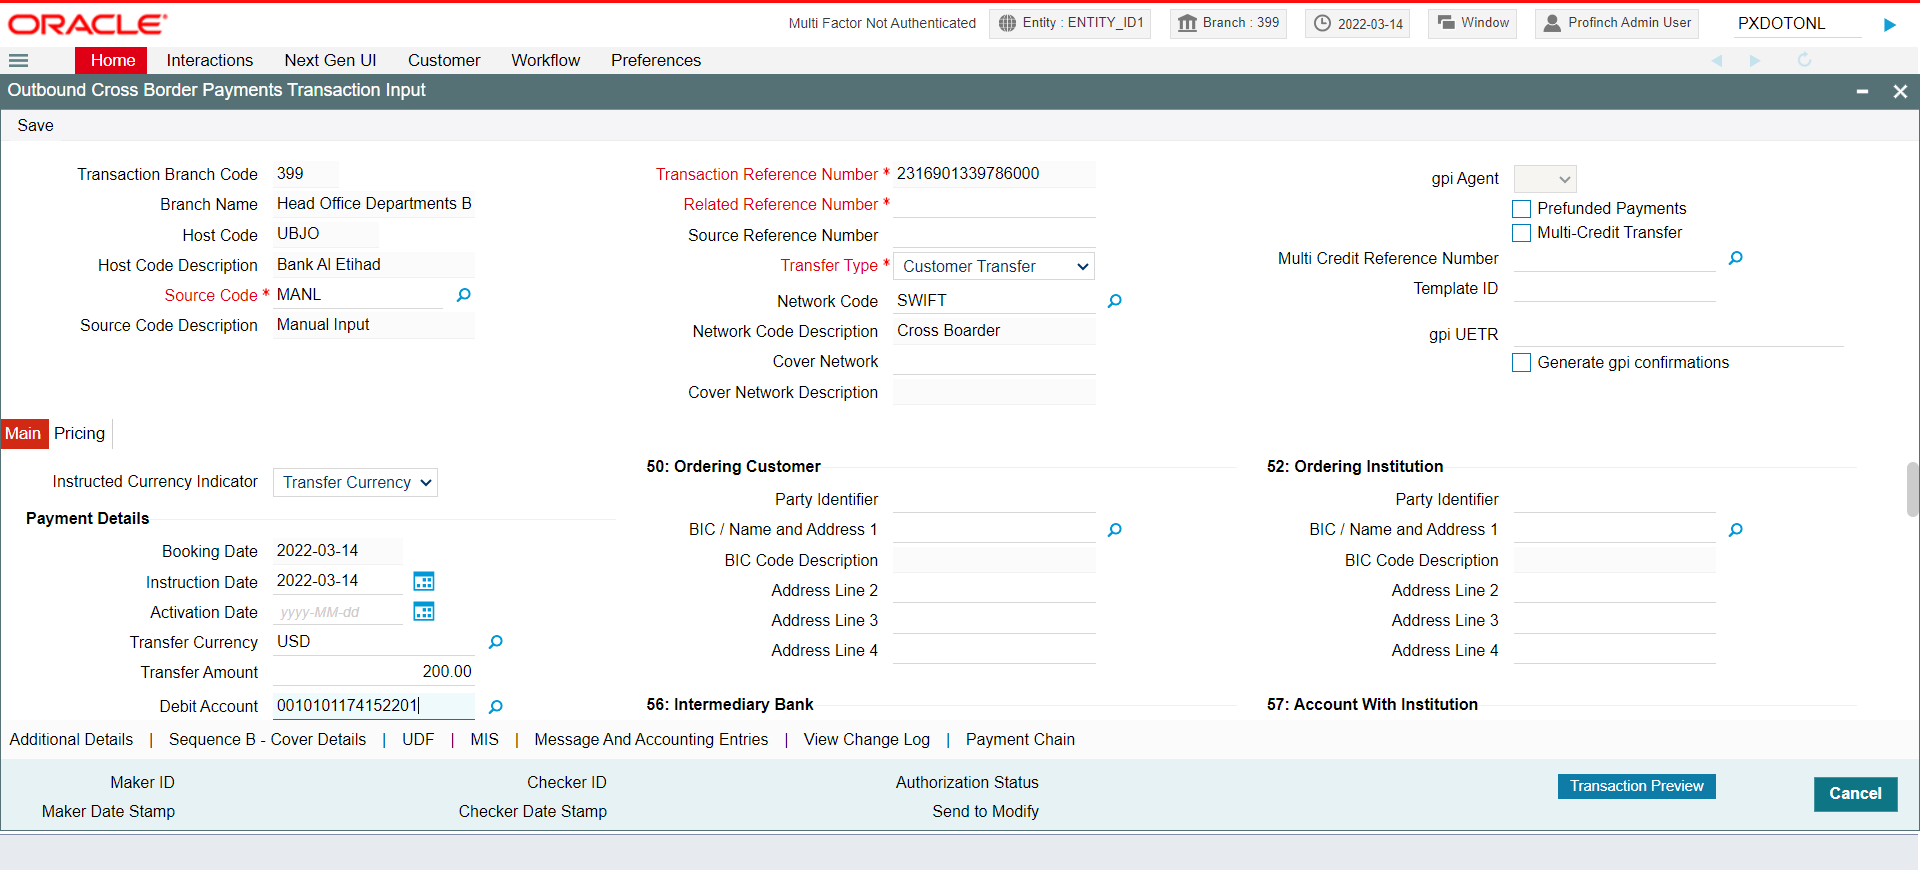 ORACLE
Multi Factor Not Authenticated
Entity : ENTITY_ID1
Branch : 399
2022-03-14
Window
Profinch Admin User
PXDOTONL
Home
Interactions
Next Gen UI
Customer
Workflow
Preferences
Outbound Cross Border Payments Transaction Input
Save
Transaction Branch Code 399
Branch Name Head Office Departments B
Host Code UBJO
Host Code Description Bank Al Etihad
Source Code * MANL
Source Code Description Manual Input
Transaction Reference Number * 2316901339786000
Related Reference Number *
Source Reference Number
Transfer Type * Customer Transfer
Network Code SWIFT
Network Code Description Cross Boarder
Cover Network
Cover Network Description
gpi Agent
Prefunded Payments
Multi-Credit Transfer
Multi Credit Reference Number
Template ID
gpi UETR
Generate gpi confirmations
Main
Pricing
Instructed Currency Indicator Transfer Currency
Payment Details
Booking Date 2022-03-14
Instruction Date 2022-03-14
Activation Date yyyy-MM-dd
Transfer Currency USD
Transfer Amount 200.00
Debit Account 0010101174152201
50: Ordering Customer
Party Identifier
BIC / Name and Address 1
BIC Code Description
Address Line 2
Address Line 3
Address Line 4
56: Intermediary Bank
52: Ordering Institution
Party Identifier
BIC / Name and Address 1
BIC Code Description
Address Line 2
Address Line 3
Address Line 4
57: Account With Institution
Additional Details | Sequence B - Cover Details | UDF | MIS | Message And Accounting Entries | View Change Log | Payment Chain
Maker ID
Maker Date Stamp
Checker ID
Checker Date Stamp
Authorization Status
Send to Modify
Transaction Preview
Cancel